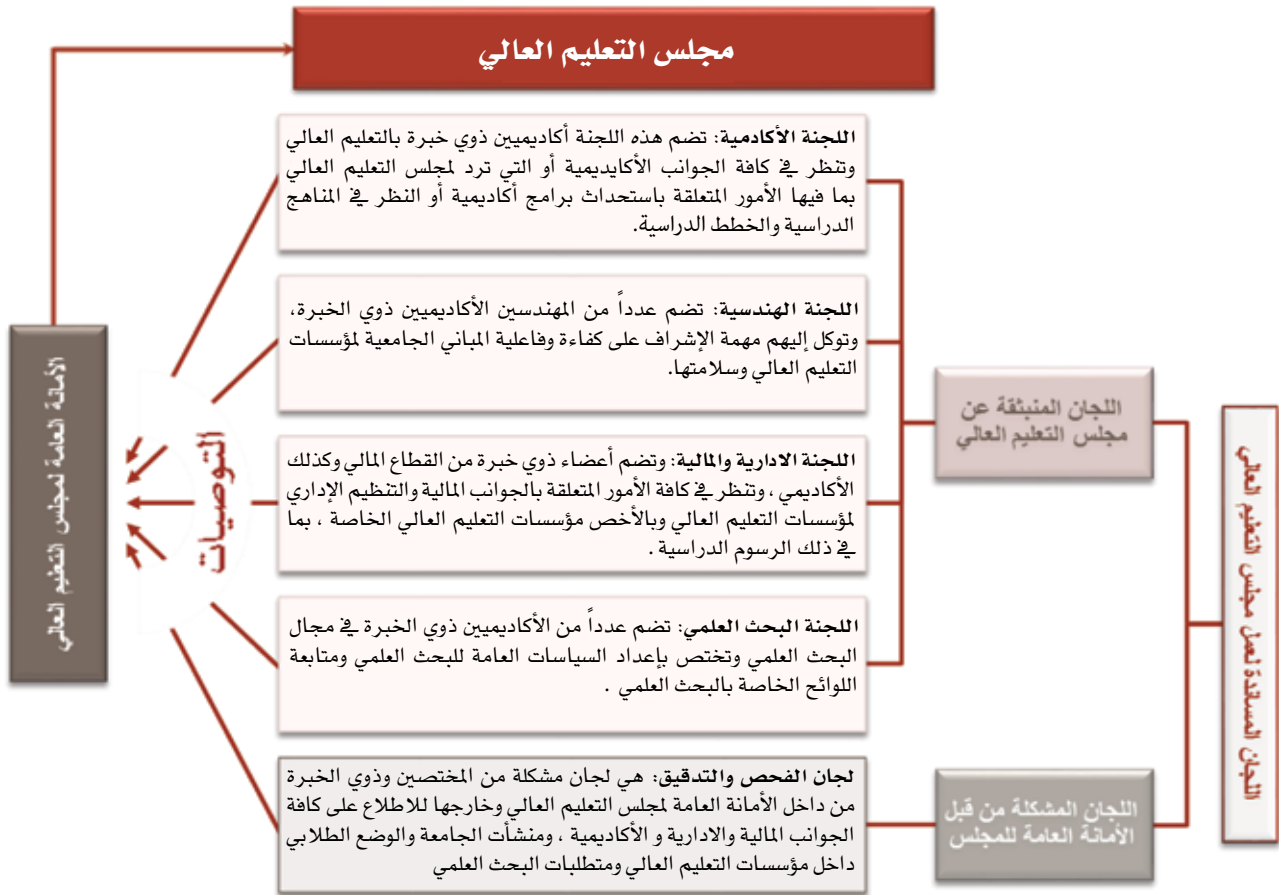 مجلس التعليم العالي
اللجان المساندة لعمل مجلس التعليم العالي
اللجان المنبثقة عن
مجلس التعليم العالي
اللجنة الأكادمية: تضم هذه اللجنة أكاديميين ذوي خبرة بالتعليم العالي
وتنظر في كافة الجوانب الأكايديمية أو التي ترد لمجلس التعليم العالي
بما فيها الأمور المتعلقة باستحداث برامج أكاديمية أو النظر في المناهج
الدراسية والخطط الدراسية.
اللجنة الهندسية: تضم عدداً من المهندسين الأكاديميين ذوي الخبرة،
وتوكل إليهم مهمة الإشراف على كفاءة وفاعلية المباني الجامعية لمؤسسات
التعليم العالي وسلامتها.
اللجنة الادارية والمالية: وتضم أعضاء ذوي خبرة من القطاع المالي وكذلك
الأكاديمي ، وتنظر في كافة الأمور المتعلقة بالجوانب المالية والتنظيم الإداري
لمؤسسات التعليم العالي وبالأخص مؤسسات التعليم العالي الخاصة ، بما
في ذلك الرسوم الدراسية .
اللجنة البحث العلمي: تضم عدداً من الأكاديميين ذوي الخبرة في مجال
البحث العلمي وتختص بإعداد السياسات العامة للبحث العلمي ومتابعة
اللوائح الخاصة بالبحث العلمي .
اللجان المشكلة من قبل
الأمانة العامة للمجلس
لجان الفحص والتدقيق: هي لجان مشكلة من المختصين وذوي الخبرة
من داخل الأمانة العامة لمجلس التعليم العالي وخارجها للاطلاع على كافة
الجوانب المالية والادارية و الأكاديمية ، ومنشأت الجامعة والوضع الطلابي
داخل مؤسسات التعليم العالي ومتطلبات البحث العلمي
التوصيات
الأمانة العامة لمجلس التعليم العالي